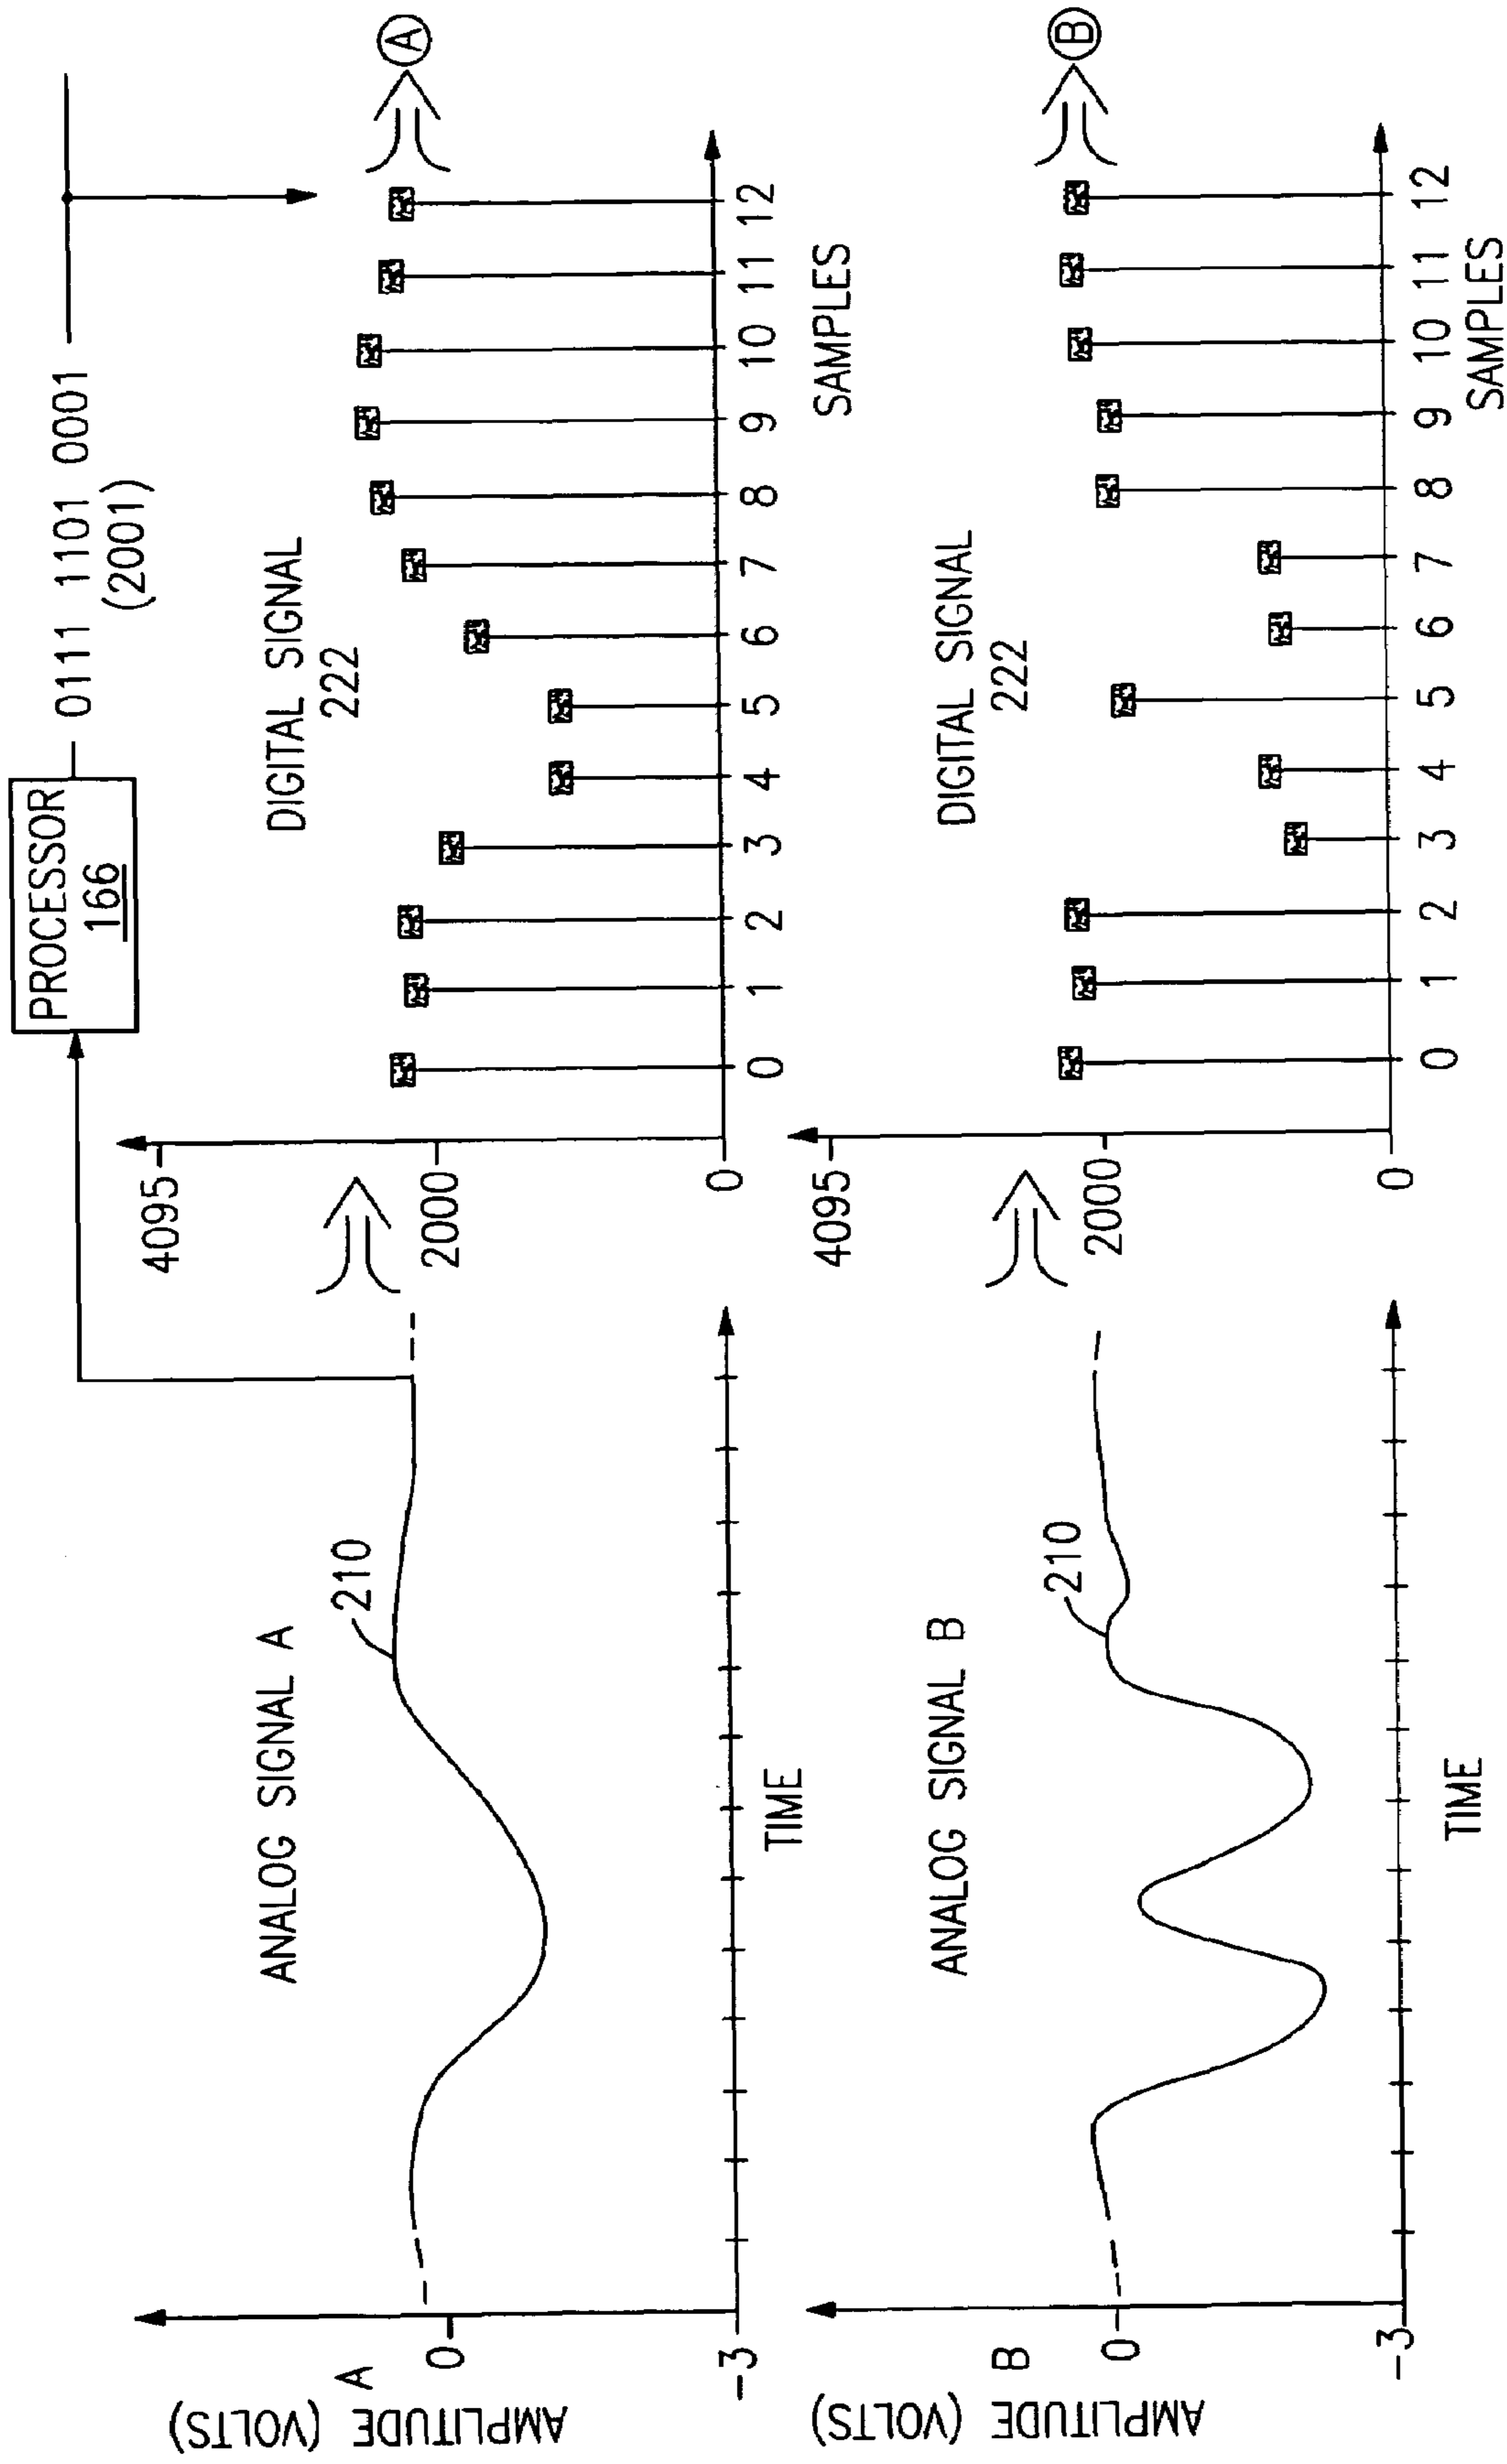 PROCESSOR
166
0111 1101 0001
(2001)
ANALOG SIGNAL A
210
AMPLITUDE (VOLTS)
A
0
-3
TIME
DIGITAL SIGNAL
222
4095
2000
0
0 1 2 3 4 5 6 7 8 9 10 11 12
SAMPLES
A
ANALOG SIGNAL B
210
AMPLITUDE (VOLTS)
B
0
-3
TIME
DIGITAL SIGNAL
222
4095
2000
0
0 1 2 3 4 5 6 7 8 9 10 11 12
SAMPLES
B